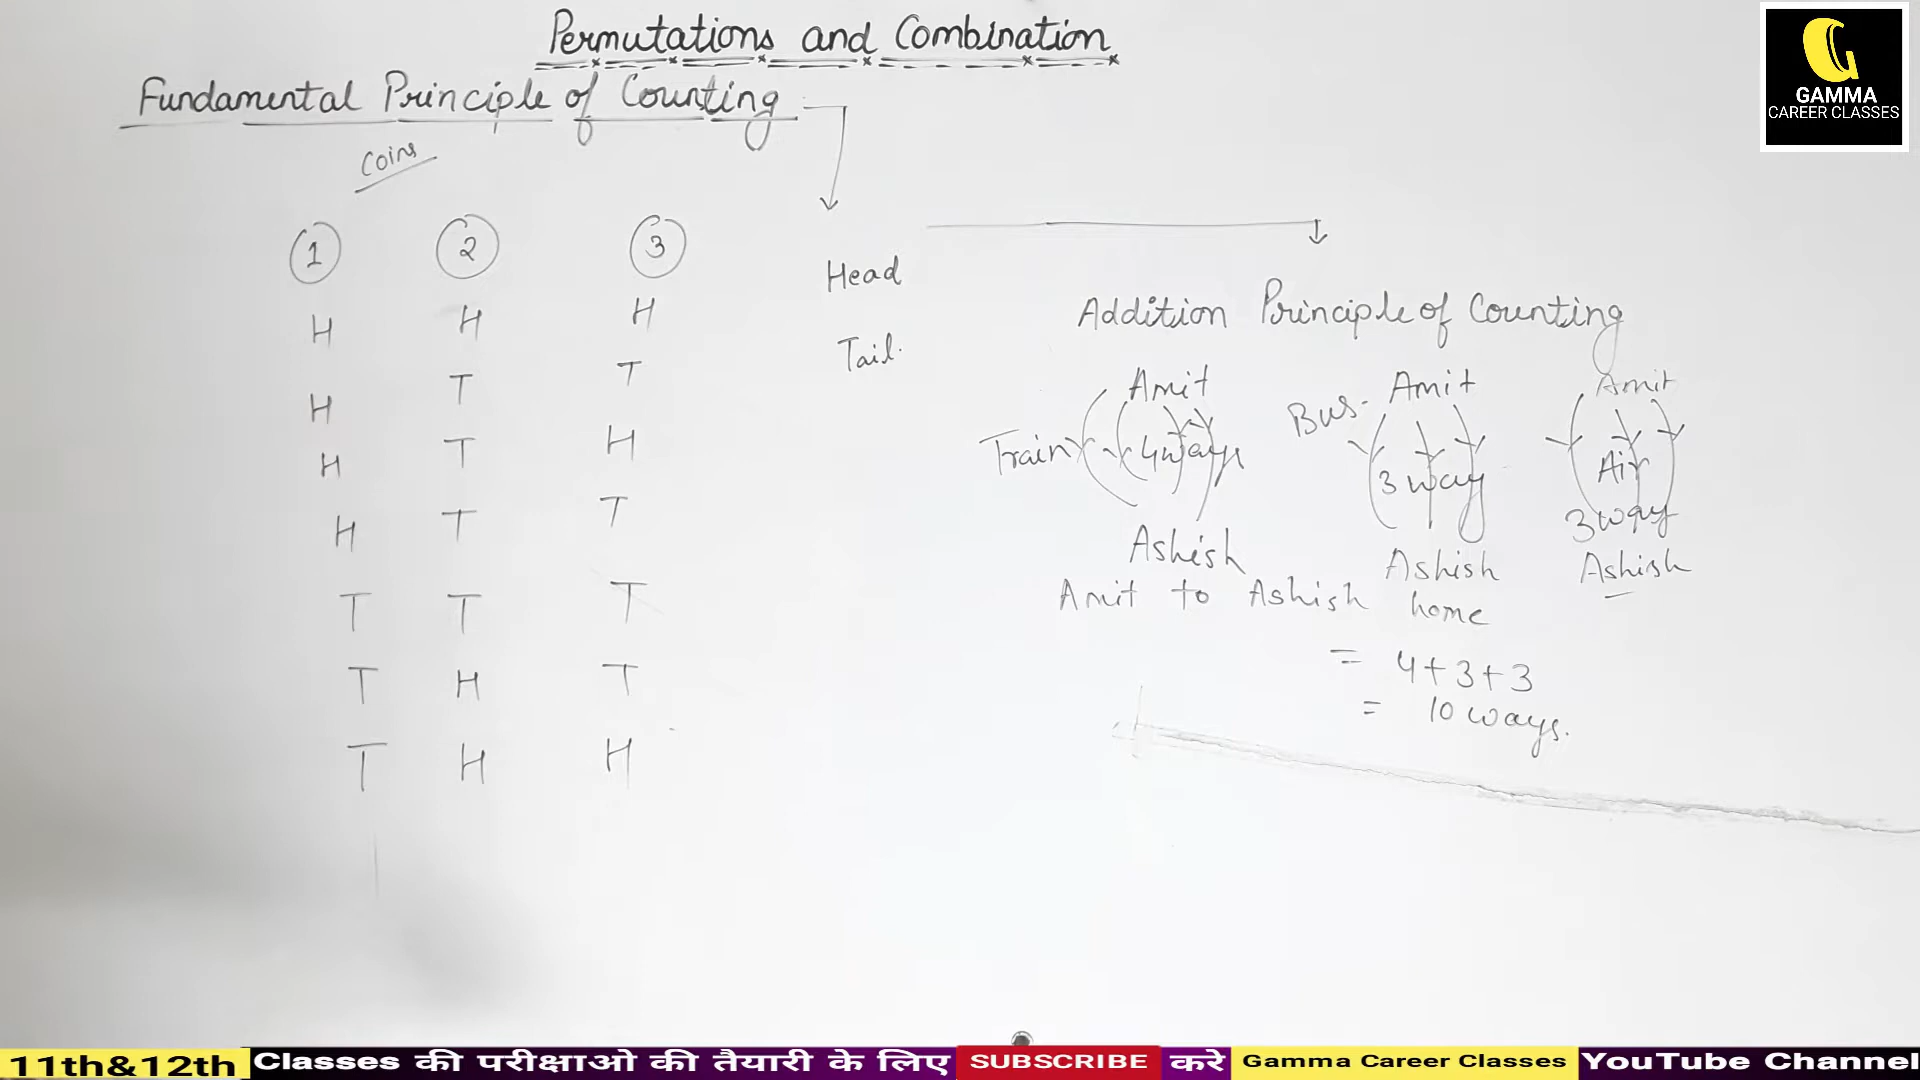 Permutations and Combination
Fundamental Principle of Counting
GAMMA
CAREER CLASSES
Coins
1 2 3
H H H
H T T
H T H
H T T
T T T
T H T
T H H
Head
Tail.
Addition Principle of Counting
Amit
Train 4 ways
Ashish
Bus. Amit
3 way
Ashish
Amit
Air
3 way
Ashish
Amit to Ashish home
= 4+3+3
= 10 ways.
11th&12th Classes की परीक्षाओ की तैयारी के लिए SUBSCRIBE करे Gamma Career Classes YouTube Channel